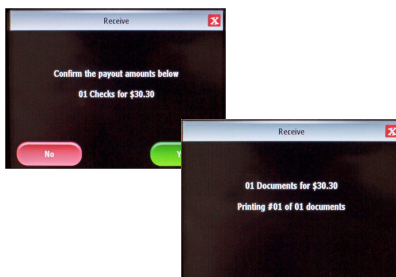 Receive
X
Confirm the payout amounts below
01 Checks for $30.30
No
Receive
X
01 Documents for $30.30
Printing #01 of 01 documents